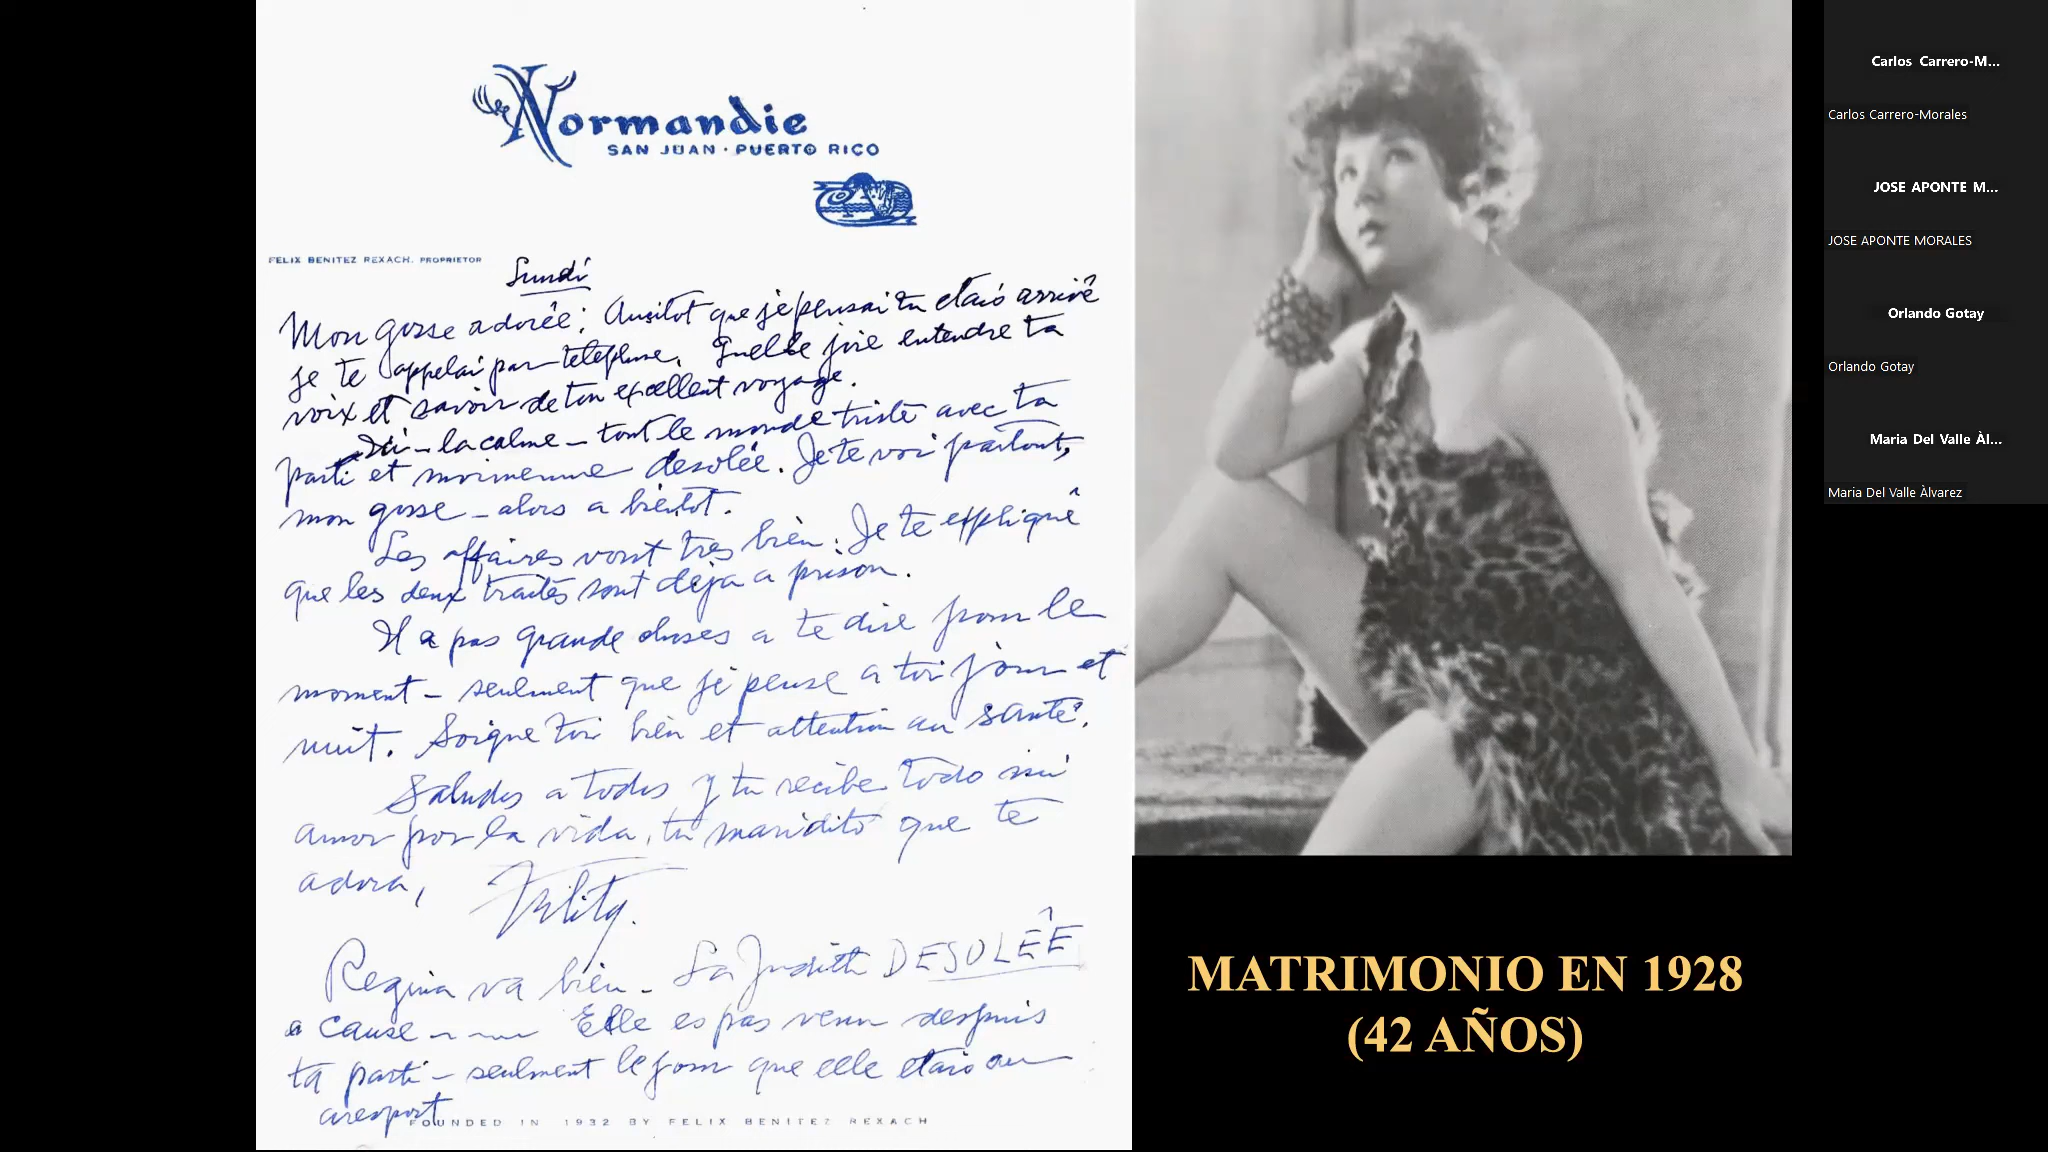 Normandie
SAN JUAN · PUERTO RICO
FELIX BENITEZ REXACH, PROPRIETOR
Lundi
Mon gosse adorêe; Ausitot que je pensai tu etais arrivê
je te appelai par telephone. Quelle joie entendre ta
voix et savoir de ton excellent voyage.
Ici - la calme - tout le monde triste avec ta
parti et moimeme desolée. Je te voi partout,
mon gosse - alors a bientot.
Les affaires vont tres bien. Je te expliquê
que les deux traites sont deja a prison.
Il a pas grande choses a te dire pour le
moment - seulment que je pense a toi jour et
nuit. Soigne toi bien et attention au santé.
Saludos a todos y tu recibe todo mi
amor por la vida, tu maridito que te
adora,
Regina va bien - La Judith DESOLÊE
a cause - Elle es pas venu despuis
ta parti - seulment le jour que elle etais au
areoport
FOUNDED IN 1932 BY FELIX BENITEZ REXACH
MATRIMONIO EN 1928
(42 AÑOS)
Carlos Carrero-M...
Carlos Carrero-Morales
JOSE APONTE M...
JOSE APONTE MORALES
Orlando Gotay
Orlando Gotay
Maria Del Valle Àl...
Maria Del Valle Àlvarez